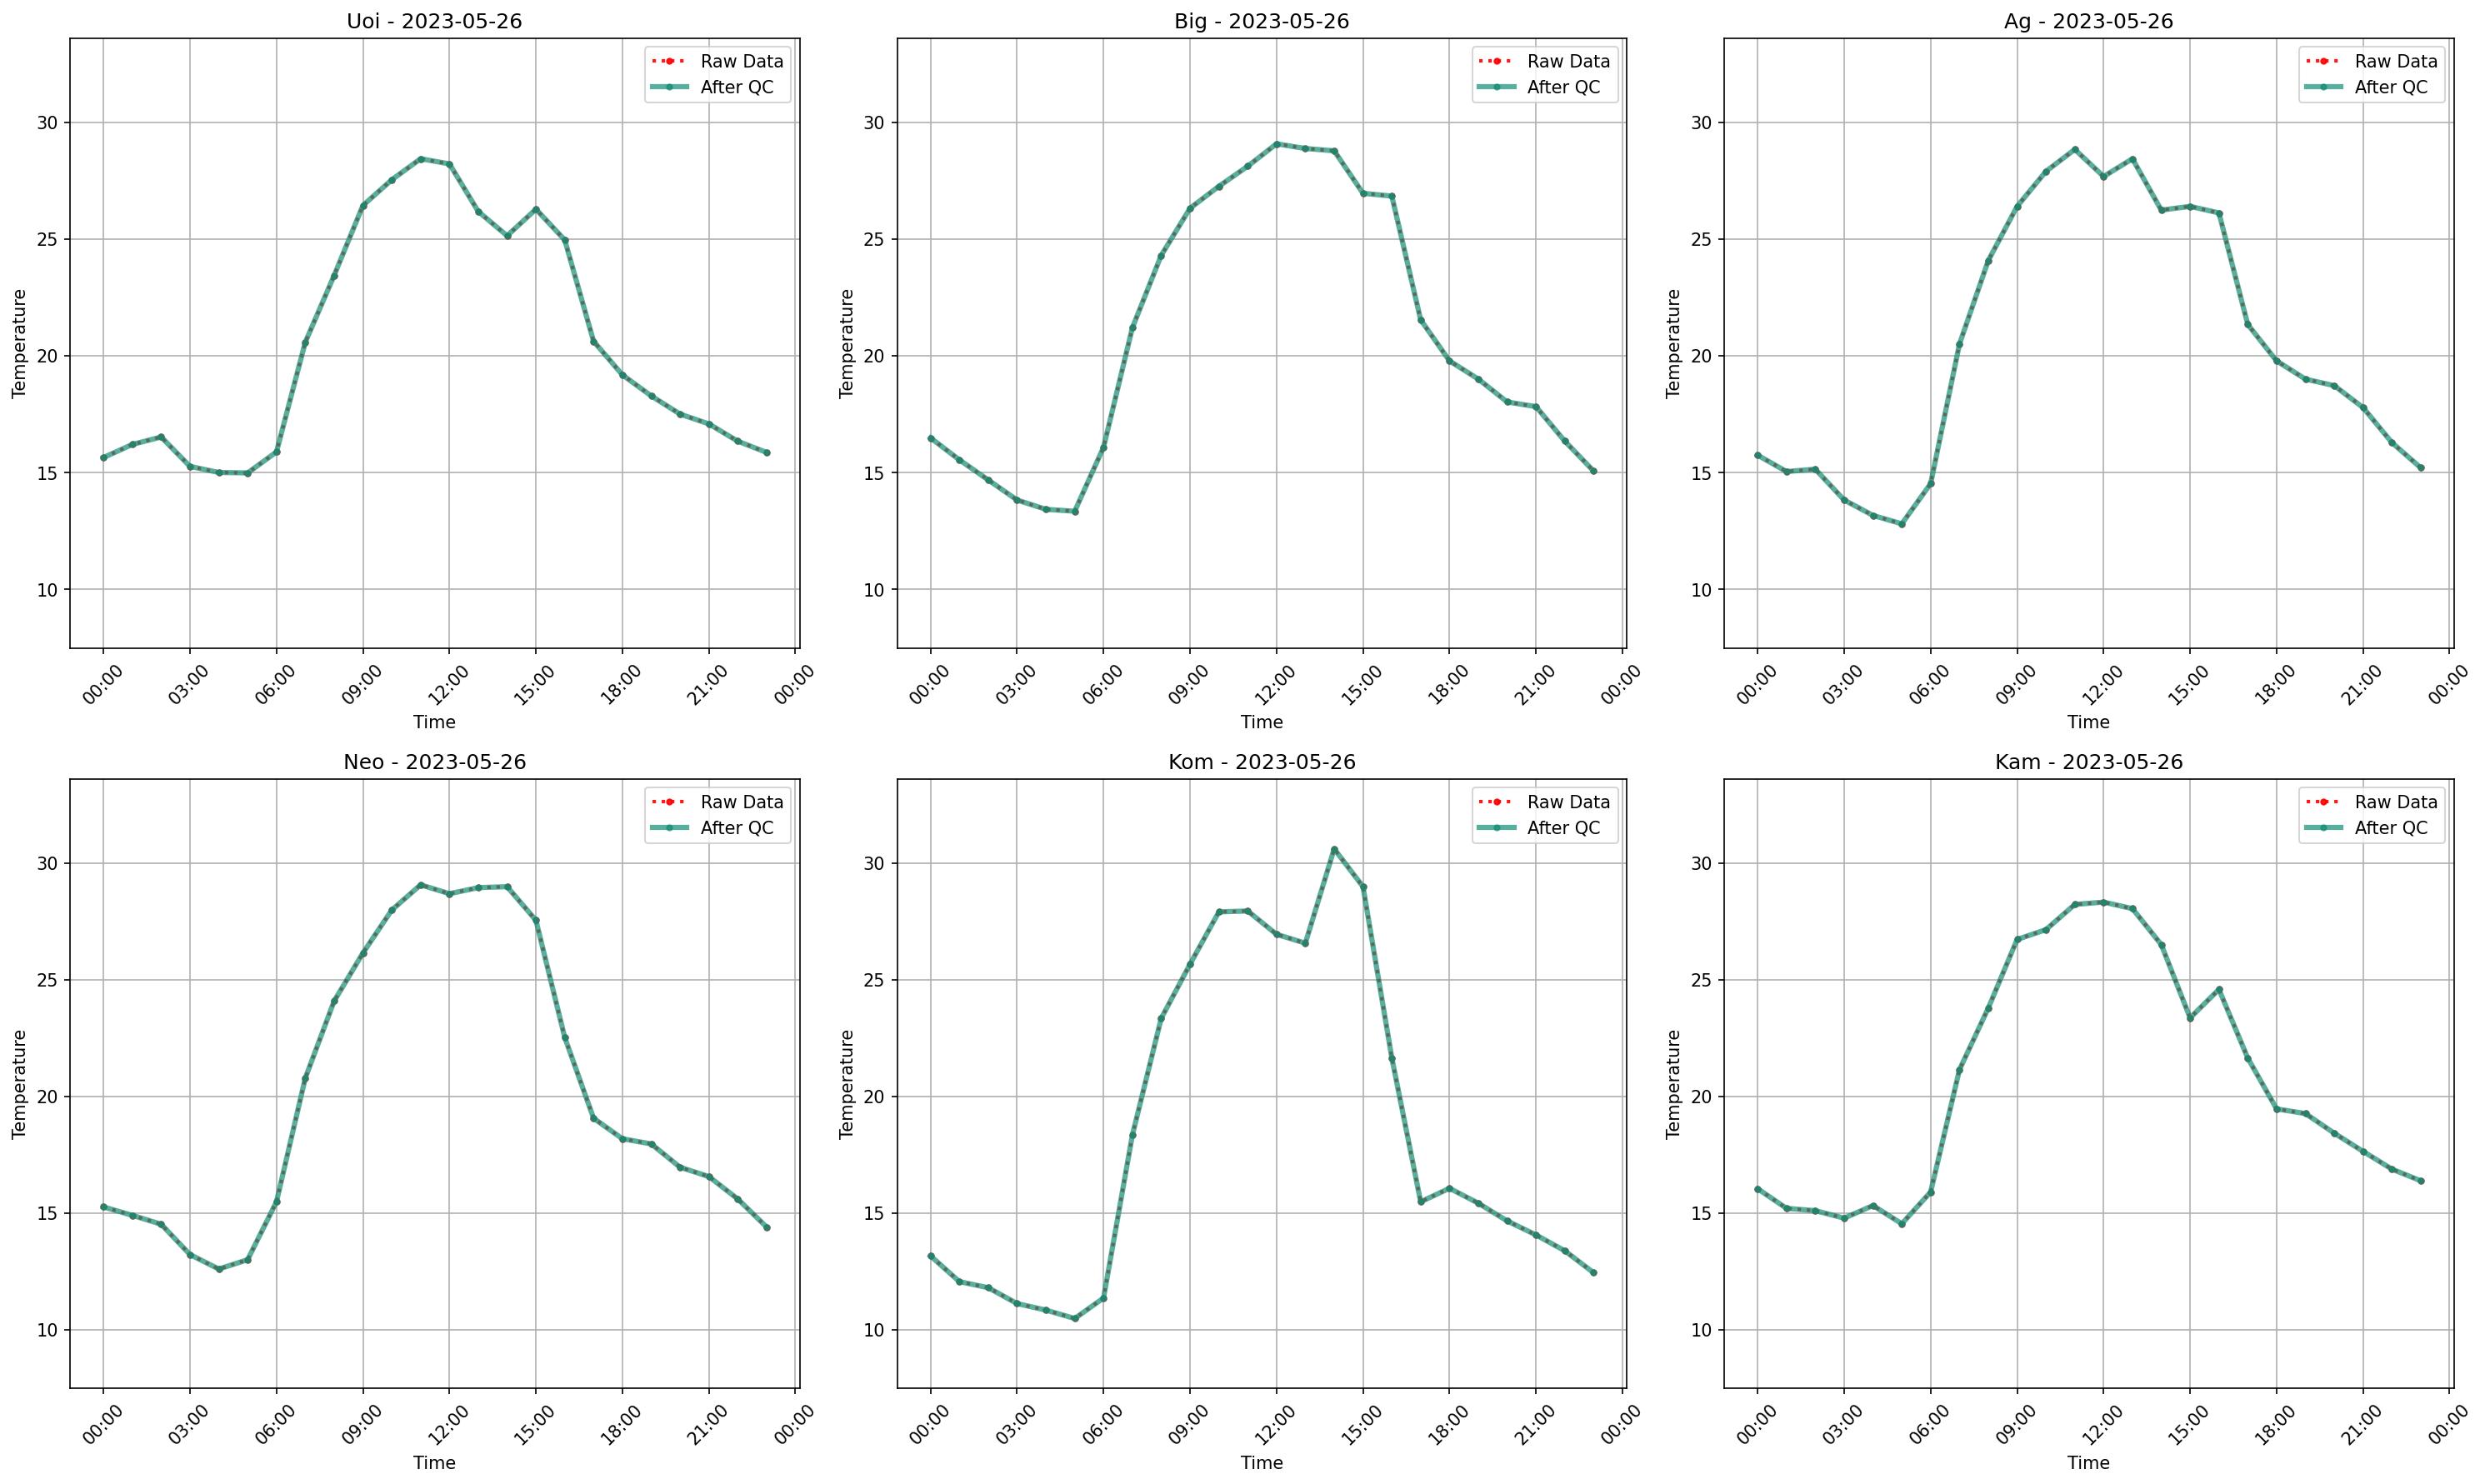 Uoi - 2023-05-26
Raw Data
After QC
30
25
20
15
10
Temperature
00:00
03:00
06:00
09:00
12:00
15:00
18:00
21:00
00:00
Time
Big - 2023-05-26
Raw Data
After QC
30
25
20
15
10
Temperature
00:00
03:00
06:00
09:00
12:00
15:00
18:00
21:00
00:00
Time
Ag - 2023-05-26
Raw Data
After QC
30
25
20
15
10
Temperature
00:00
03:00
06:00
09:00
12:00
15:00
18:00
21:00
00:00
Time
Neo - 2023-05-26
Raw Data
After QC
30
25
20
15
10
Temperature
00:00
03:00
06:00
09:00
12:00
15:00
18:00
21:00
00:00
Time
Kom - 2023-05-26
Raw Data
After QC
30
25
20
15
10
Temperature
00:00
03:00
06:00
09:00
12:00
15:00
18:00
21:00
00:00
Time
Kam - 2023-05-26
Raw Data
After QC
30
25
20
15
10
Temperature
00:00
03:00
06:00
09:00
12:00
15:00
18:00
21:00
00:00
Time